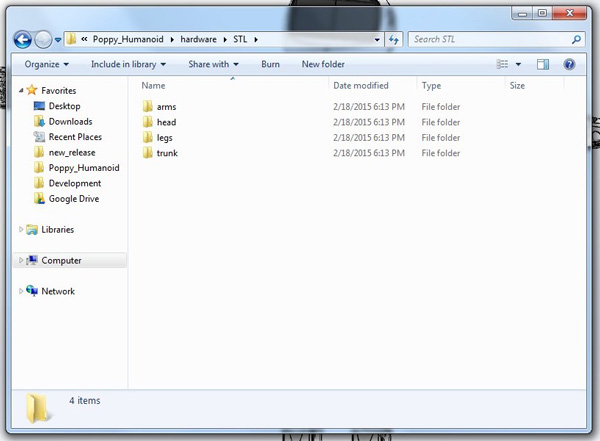 « Poppy_Humanoid ▸ hardware ▸ STL ▸
Search STL
Organize ▾ Include in library ▾ Share with ▾ Burn New folder
Name Date modified Type Size
Favorites
Desktop
Downloads
Recent Places
new_release
Poppy_Humanoid
Development
Google Drive
Libraries
Computer
Network
arms 2/18/2015 6:13 PM File folder
head 2/18/2015 6:13 PM File folder
legs 2/18/2015 6:13 PM File folder
trunk 2/18/2015 6:13 PM File folder
4 items